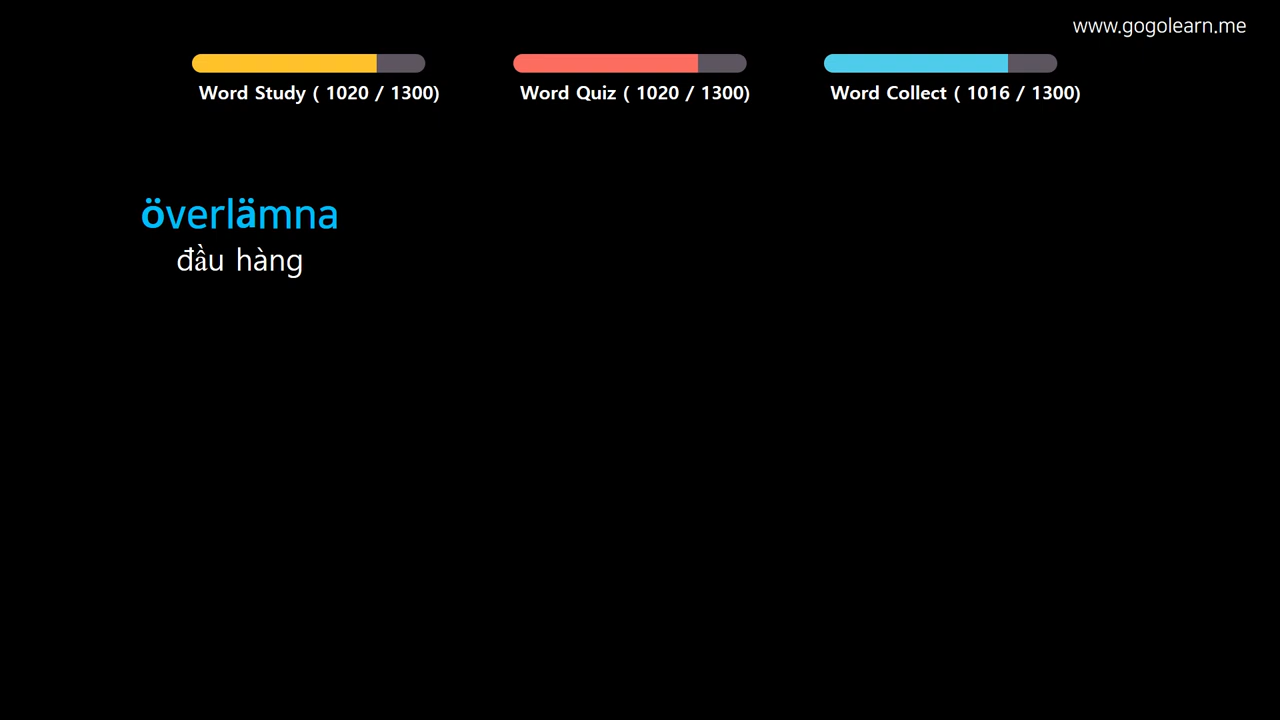 www.gogolearn.me
Word Study ( 1020 / 1300)
Word Quiz ( 1020 / 1300)
Word Collect ( 1016 / 1300)
överlämna
đầu hàng